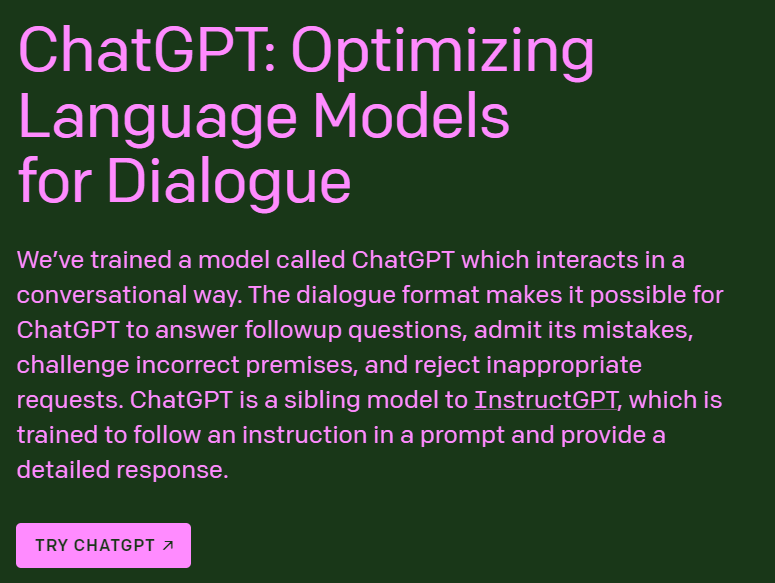 ChatGPT: Optimizing
Language Models
for Dialogue
We’ve trained a model called ChatGPT which interacts in a
conversational way. The dialogue format makes it possible for
ChatGPT to answer followup questions, admit its mistakes,
challenge incorrect premises, and reject inappropriate
requests. ChatGPT is a sibling model to InstructGPT, which is
trained to follow an instruction in a prompt and provide a
detailed response.
TRY CHATGPT ↗